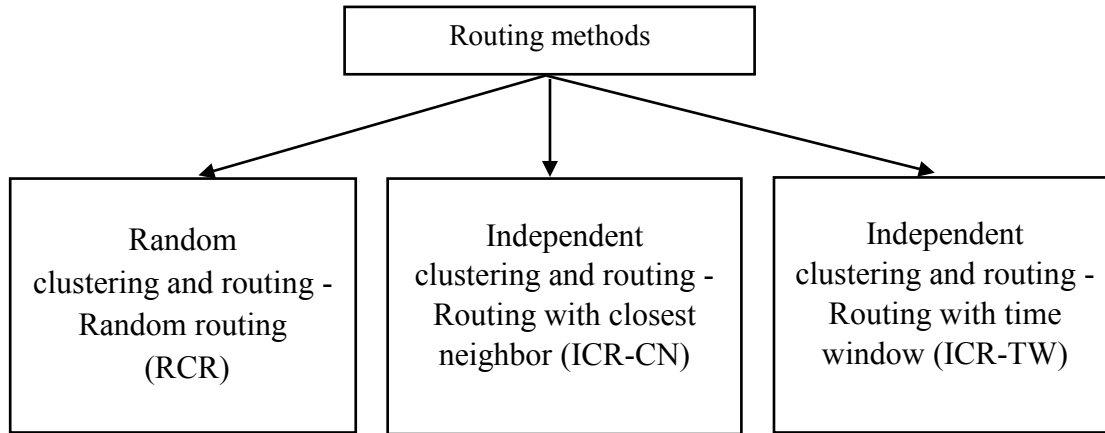 Routing methods
Random
clustering and routing -
Random routing
(RCR)
Independent
clustering and routing -
Routing with closest
neighbor (ICR-CN)
Independent
clustering and routing -
Routing with time
window (ICR-TW)